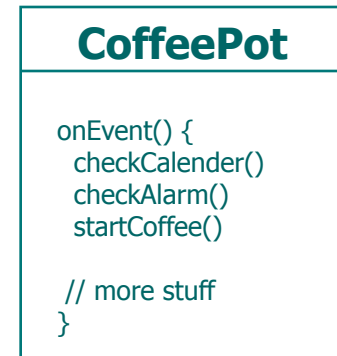 CoffeePot
onEvent() {
checkCalender()
checkAlarm()
startCoffee()
// more stuff
}